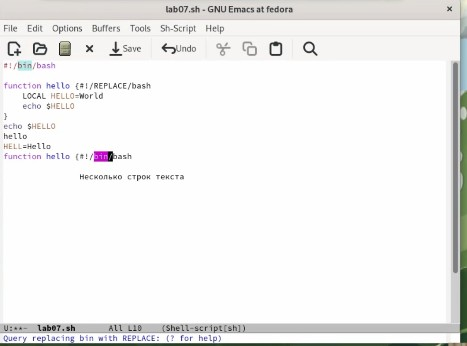 lab07.sh - GNU Emacs at fedora
File Edit Options Buffers Tools Sh-Script Help
Save Undo
#!/bin/bash
function hello {#!/REPLACE/bash
LOCAL HELLO=World
echo $HELLO
}
echo $HELLO
hello
HELL=Hello
function hello {#!/bin/bash
Несколько строк текста
U:**- lab07.sh All L10 (Shell-script[sh])
Query replacing bin with REPLACE: (? for help)